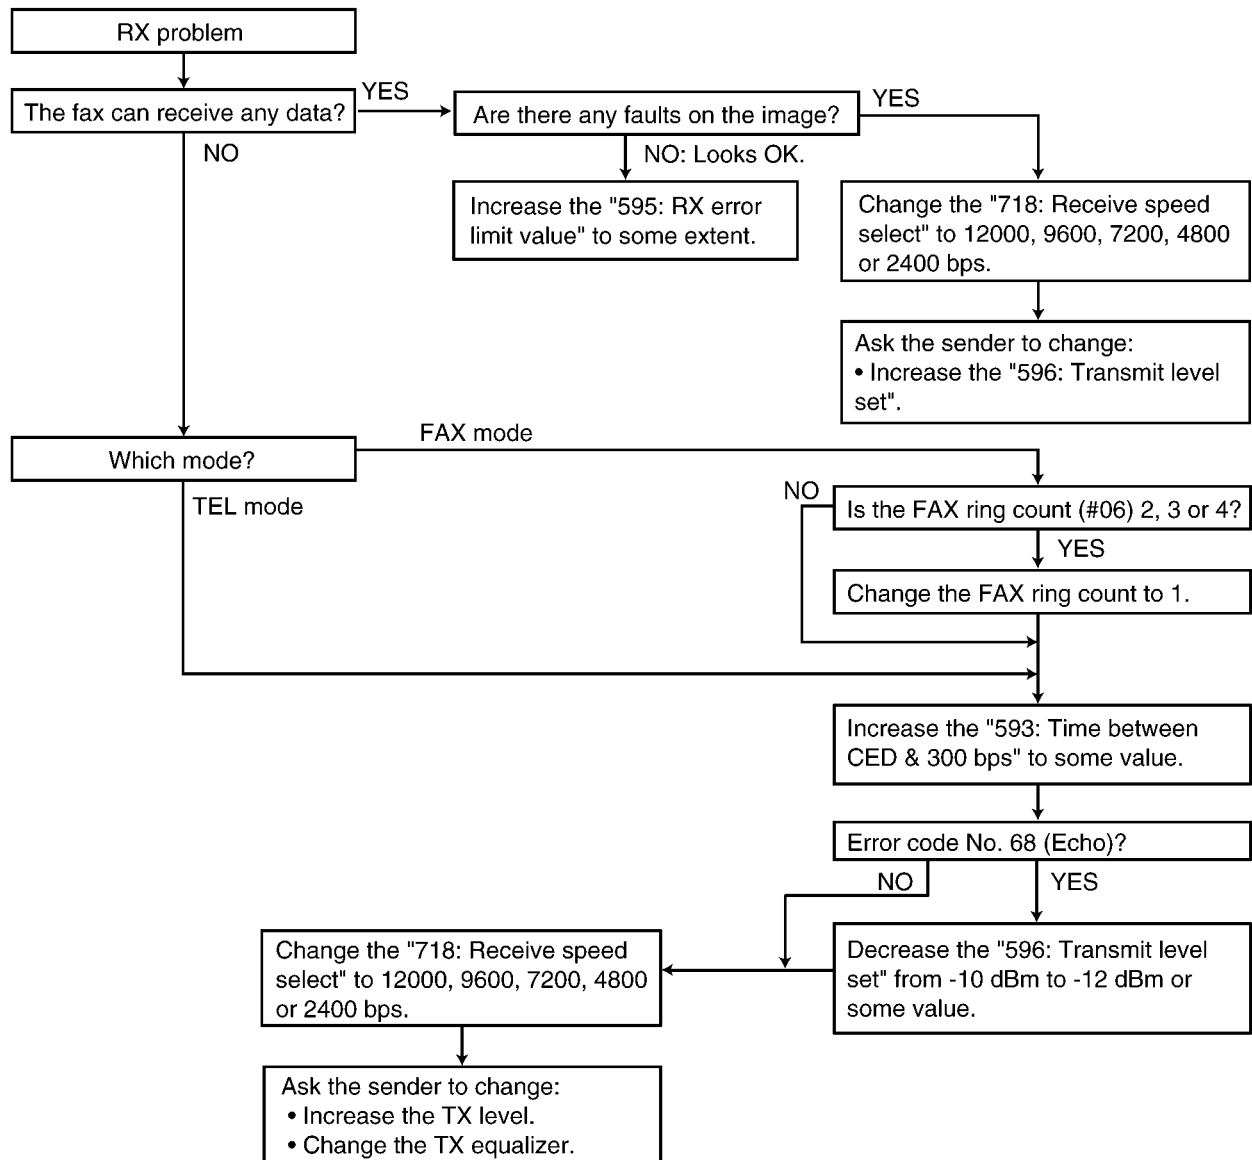 RX problem
The fax can receive any data?
YES
Are there any faults on the image?
YES
NO
NO: Looks OK.
Increase the "595: RX error
limit value" to some extent.
Change the "718: Receive speed
select" to 12000, 9600, 7200, 4800
or 2400 bps.
Ask the sender to change:
• Increase the "596: Transmit level
set".
Which mode?
FAX mode
TEL mode
NO
Is the FAX ring count (#06) 2, 3 or 4?
YES
Change the FAX ring count to 1.
Increase the "593: Time between
CED & 300 bps" to some value.
Error code No. 68 (Echo)?
NO
YES
Decrease the "596: Transmit level
set" from -10 dBm to -12 dBm or
some value.
Change the "718: Receive speed
select" to 12000, 9600, 7200, 4800
or 2400 bps.
Ask the sender to change:
• Increase the TX level.
• Change the TX equalizer.